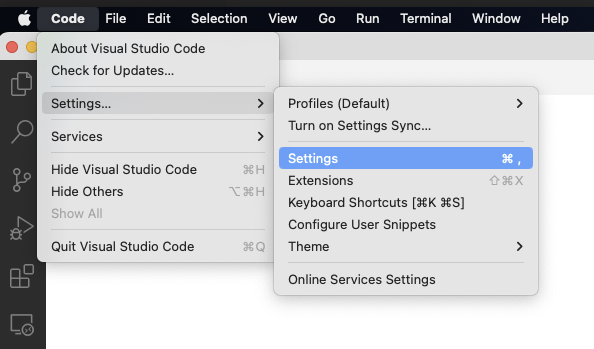 Code File Edit Selection View Go Run Terminal Window Help
About Visual Studio Code
Check for Updates...
Settings...
Services
Hide Visual Studio Code ⌘H
Hide Others ⌥⌘H
Show All
Quit Visual Studio Code ⌘Q
Profiles (Default)
Turn on Settings Sync...
Settings ⌘ ,
Extensions ⇧⌘X
Keyboard Shortcuts [⌘K ⌘S]
Configure User Snippets
Theme
Online Services Settings